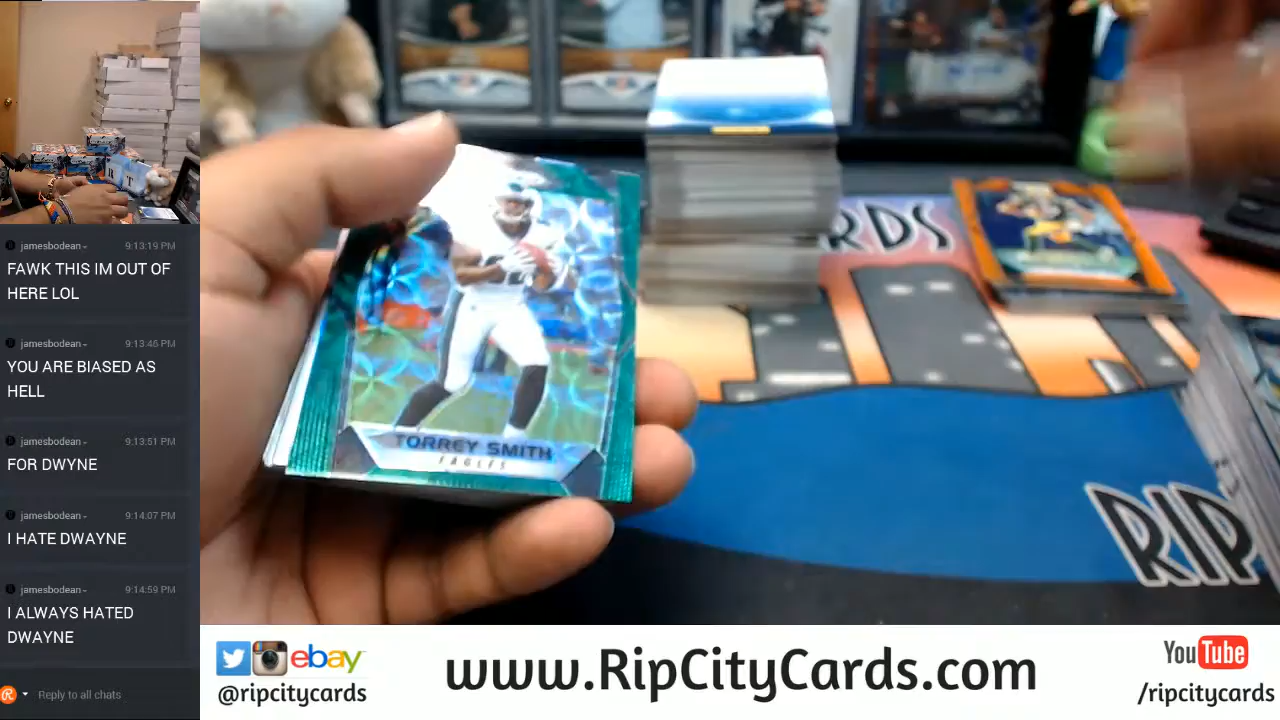 jamesbodean
9:13:19 PM
FAWK THIS IM OUT OF
HERE LOL
jamesbodean
9:13:45 PM
YOU ARE BIASED AS
HELL
jamesbodean
9:13:51 PM
FOR DWYNE
jamesbodean
9:14:07 PM
I HATE DWAYNE
jamesbodean
9:14:59 PM
I ALWAYS HATED
DWAYNE
Reply to all chats
TORREY SMITH
EAGLES
RDS
RIP
ebay
@ripcitycards
www.RipCityCards.com
YouTube
/ripcitycards